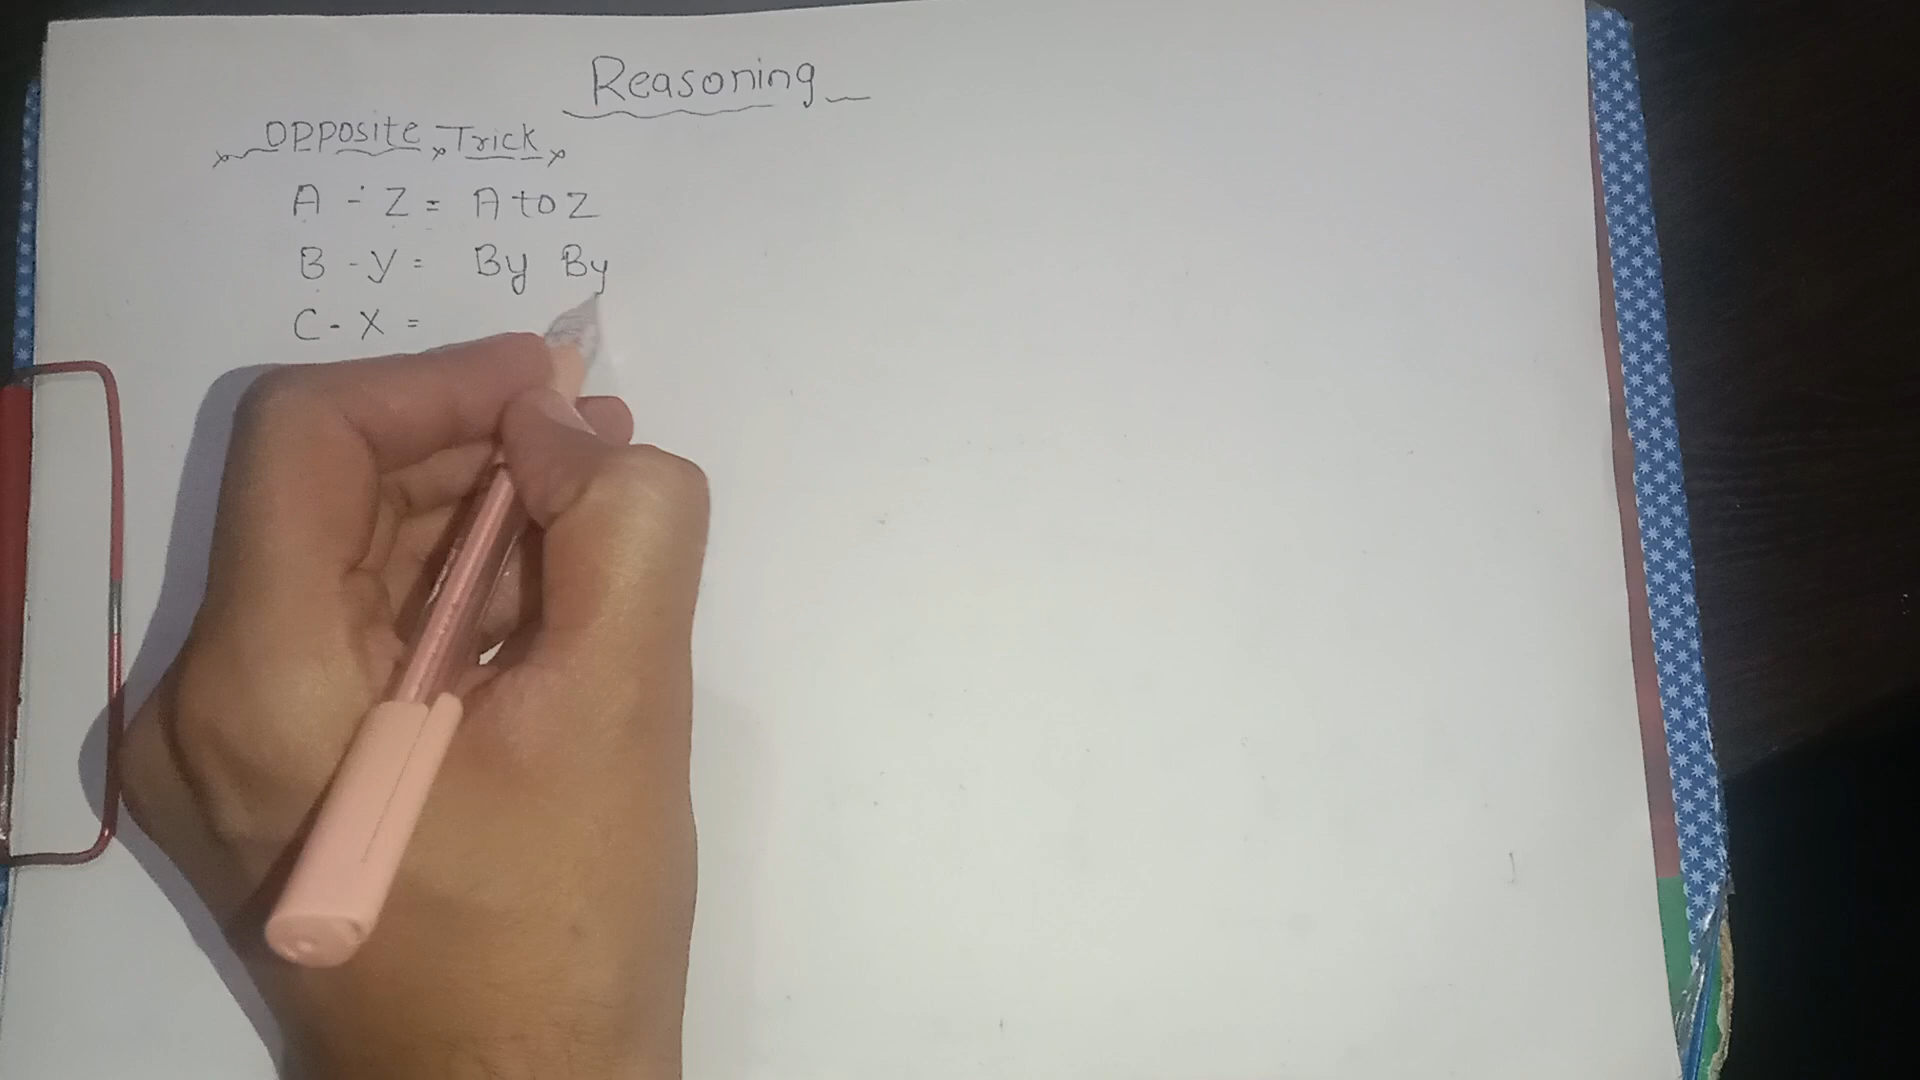 Reasoning
Opposite Trick
A - Z = A to Z
B - y = By By
C - X =